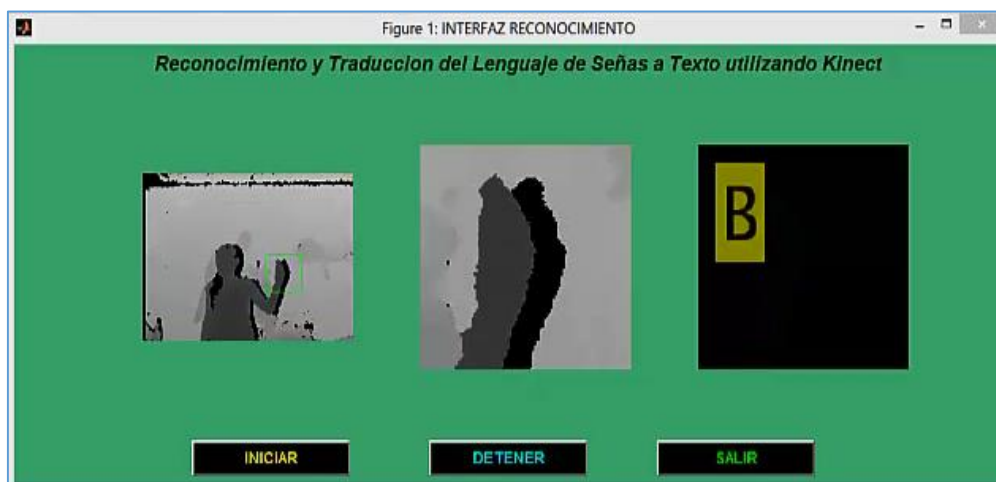 Figure 1: INTERFAZ RECONOCIMIENTO
Reconocimiento y Traduccion del Lenguaje de Señas a Texto utilizando Kinect
B
INICIAR
DETENER
SALIR